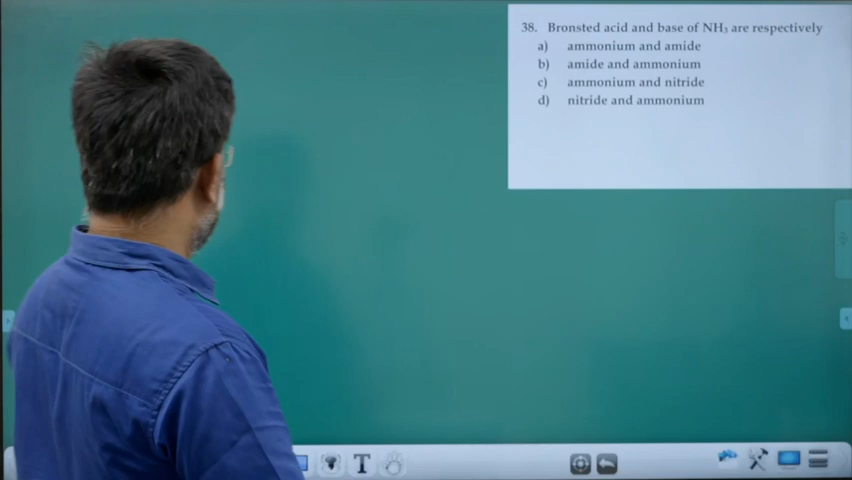 38. Bronsted acid and base of NH₃ are respectively
a) ammonium and amide
b) amide and ammonium
c) ammonium and nitride
d) nitride and ammonium
T